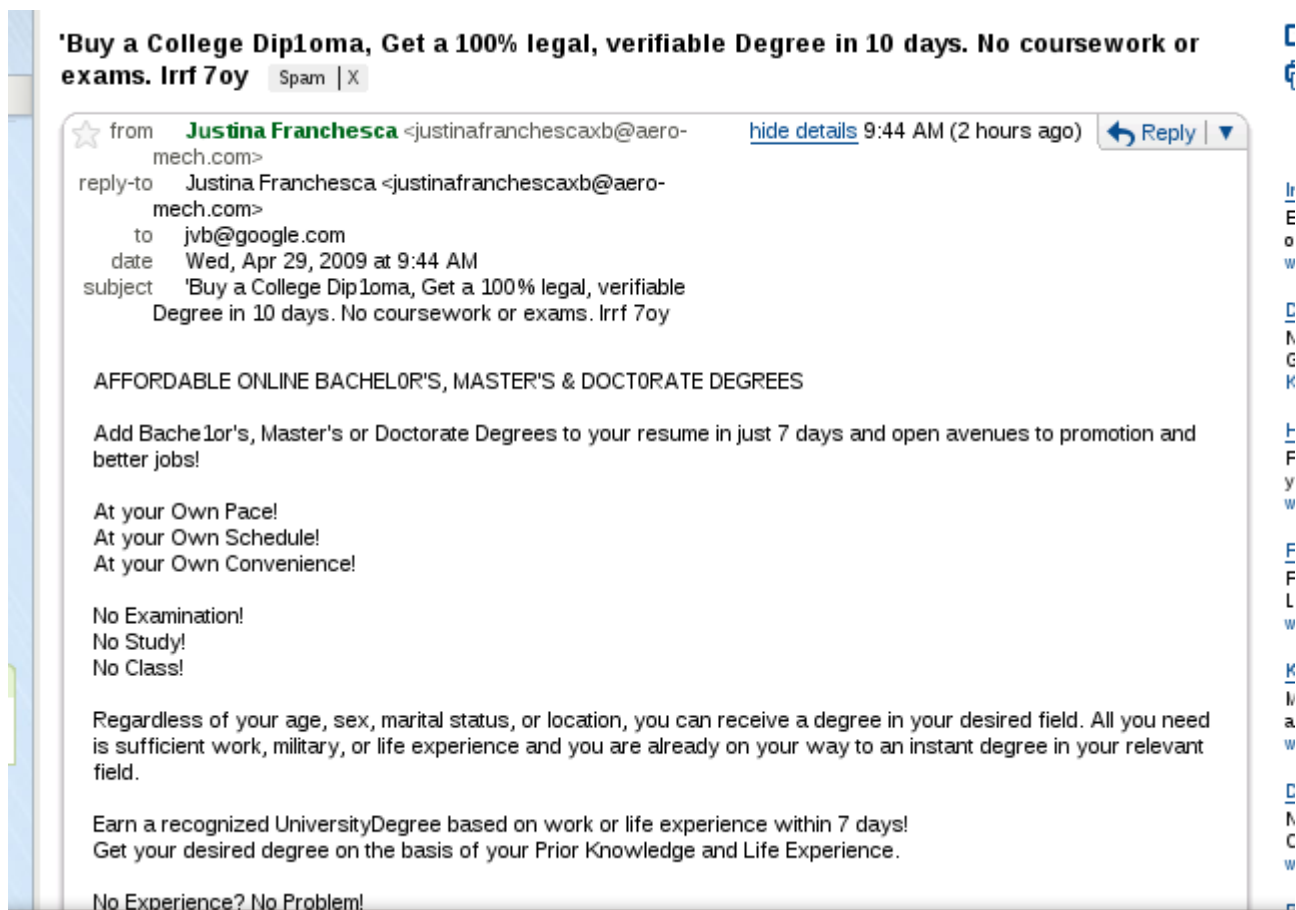 'Buy a College Dip1oma, Get a 100% legal, verifiable Degree in 10 days. No coursework or
exams. Irrf 7oy Spam | X
from Justina Franchesca <justinafranchescaxb@aero-
mech.com>
hide details 9:44 AM (2 hours ago) Reply
reply-to Justina Franchesca <justinafranchescaxb@aero-
mech.com>
to jvb@google.com
date Wed, Apr 29, 2009 at 9:44 AM
subject 'Buy a College Dip1oma, Get a 100% legal, verifiable
Degree in 10 days. No coursework or exams. Irrf 7oy
AFFORDABLE ONLINE BACHEL0R'S, MASTER'S & DOCT0RATE DEGREES
Add Bache1or's, Master's or Doctorate Degrees to your resume in just 7 days and open avenues to promotion and
better jobs!
At your Own Pace!
At your Own Schedule!
At your Own Convenience!
No Examination!
No Study!
No Class!
Regardless of your age, sex, marital status, or location, you can receive a degree in your desired field. All you need
is sufficient work, military, or life experience and you are already on your way to an instant degree in your relevant
field.
Earn a recognized UniversityDegree based on work or life experience within 7 days!
Get your desired degree on the basis of your Prior Knowledge and Life Experience.
No Experience? No Problem!